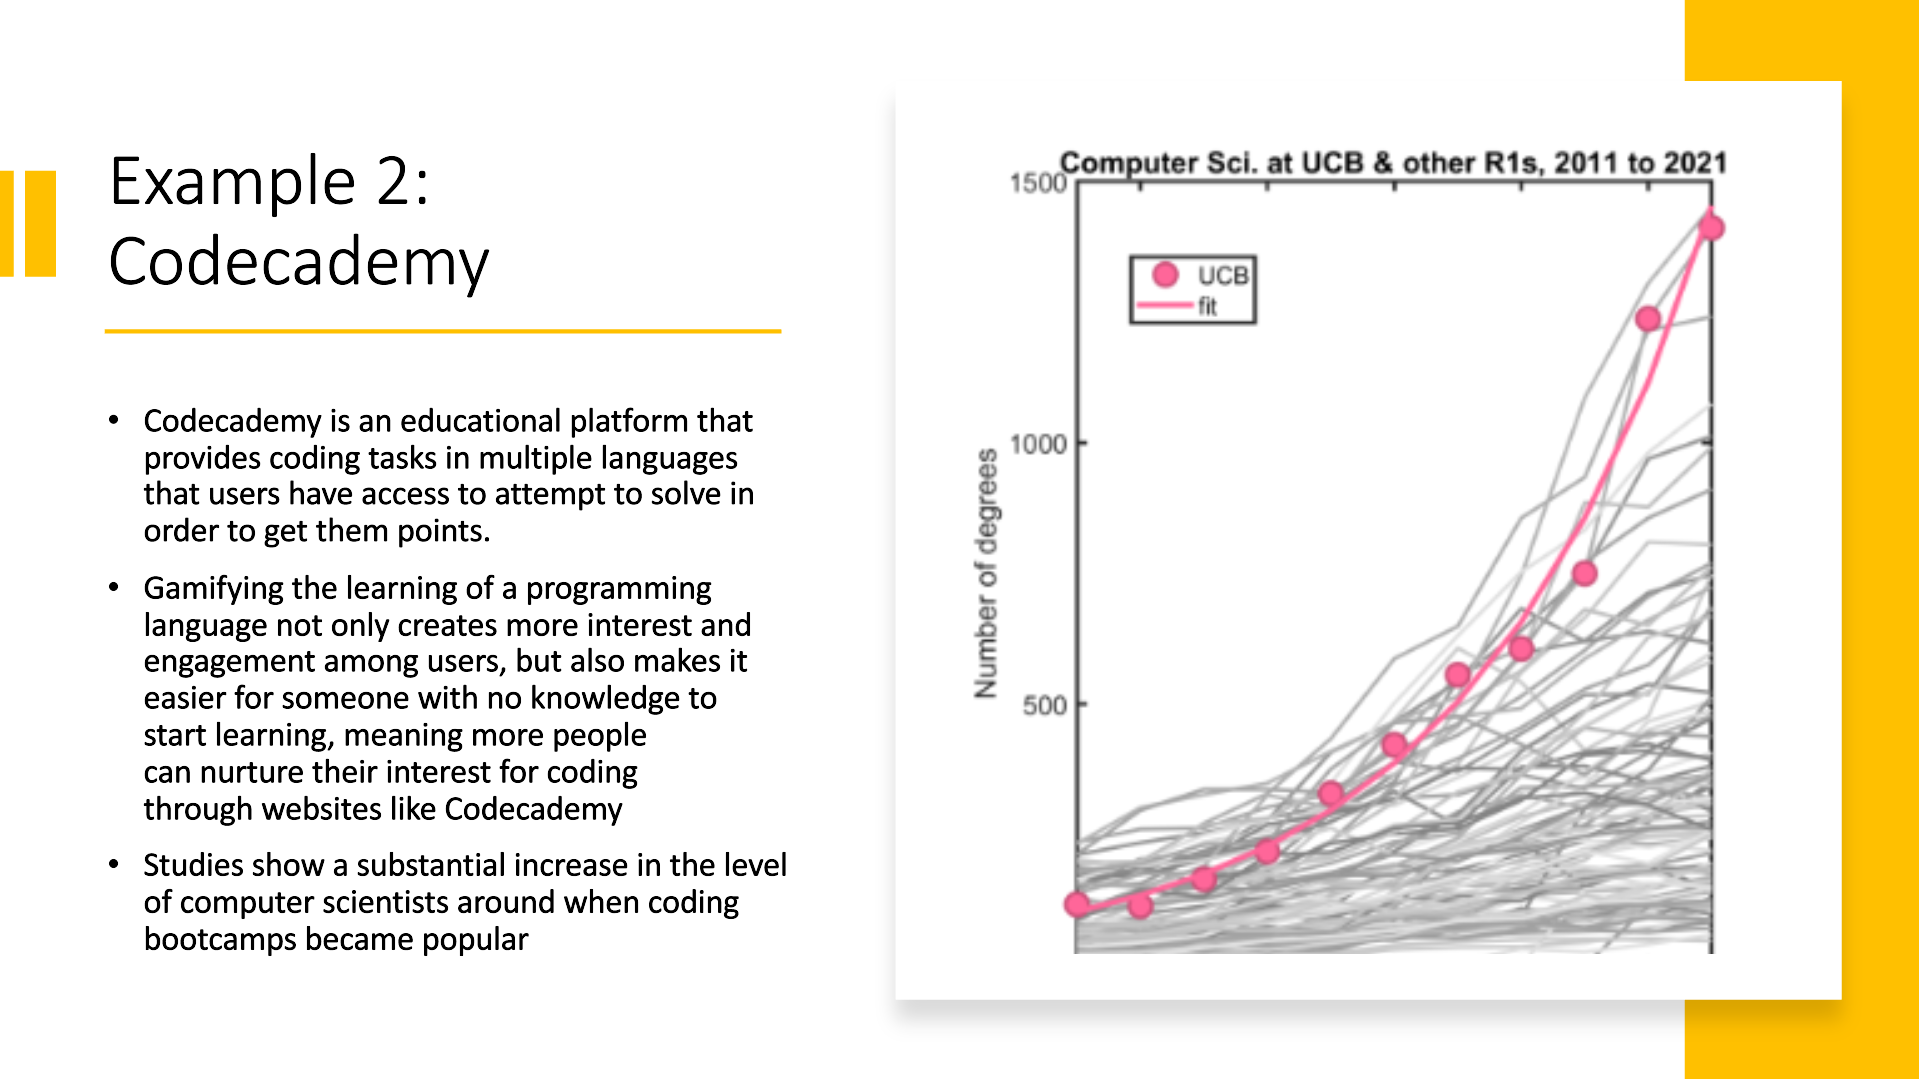 Example 2:
Codecademy
• Codecademy is an educational platform that
provides coding tasks in multiple languages
that users have access to attempt to solve in
order to get them points.
• Gamifying the learning of a programming
language not only creates more interest and
engagement among users, but also makes it
easier for someone with no knowledge to
start learning, meaning more people
can nurture their interest for coding
through websites like Codecademy
• Studies show a substantial increase in the level
of computer scientists around when coding
bootcamps became popular
Computer Sci. at UCB & other R1s, 2011 to 2021
1500
UCB
fit
1000
Number of degrees
500